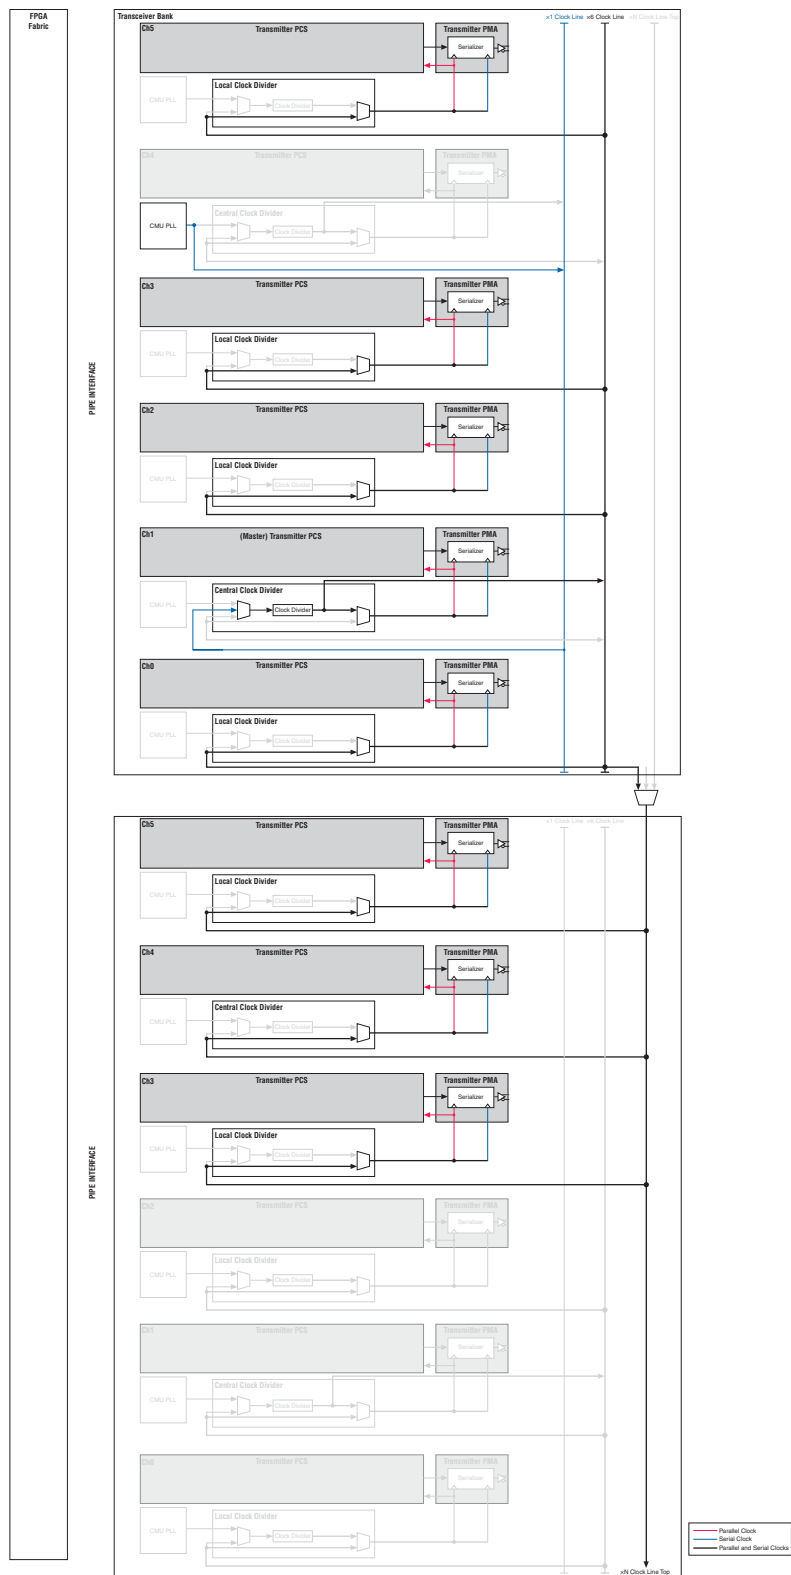 FPGA
Fabric
Transceiver Bank
×1 Clock Line
×6 Clock Line
×N Clock Line Top
Ch5
Transmitter PCS
Transmitter PMA
Serializer
Local Clock Divider
CMU PLL
Clock Divider
Ch4
Transmitter PCS
Transmitter PMA
Serializer
Central Clock Divider
CMU PLL
Clock Divider
Ch3
Transmitter PCS
Transmitter PMA
Serializer
Local Clock Divider
CMU PLL
Clock Divider
PIPE INTERFACE
Ch2
Transmitter PCS
Transmitter PMA
Serializer
Local Clock Divider
CMU PLL
Clock Divider
Ch1
(Master) Transmitter PCS
Transmitter PMA
Serializer
Central Clock Divider
CMU PLL
Clock Divider
Ch0
Transmitter PCS
Transmitter PMA
Serializer
Local Clock Divider
CMU PLL
Clock Divider
×1 Clock Line
×6 Clock Line
Ch5
Transmitter PCS
Transmitter PMA
Serializer
Local Clock Divider
CMU PLL
Clock Divider
Ch4
Transmitter PCS
Transmitter PMA
Serializer
Central Clock Divider
CMU PLL
Clock Divider
Ch3
Transmitter PCS
Transmitter PMA
Serializer
Local Clock Divider
CMU PLL
Clock Divider
PIPE INTERFACE
Ch2
Transmitter PCS
Transmitter PMA
Serializer
Local Clock Divider
CMU PLL
Clock Divider
Ch1
Transmitter PCS
Transmitter PMA
Serializer
Central Clock Divider
CMU PLL
Clock Divider
Ch0
Transmitter PCS
Transmitter PMA
Serializer
Local Clock Divider
CMU PLL
Clock Divider
×N Clock Line Top
Parallel Clock
Serial Clock
Parallel and Serial Clocks